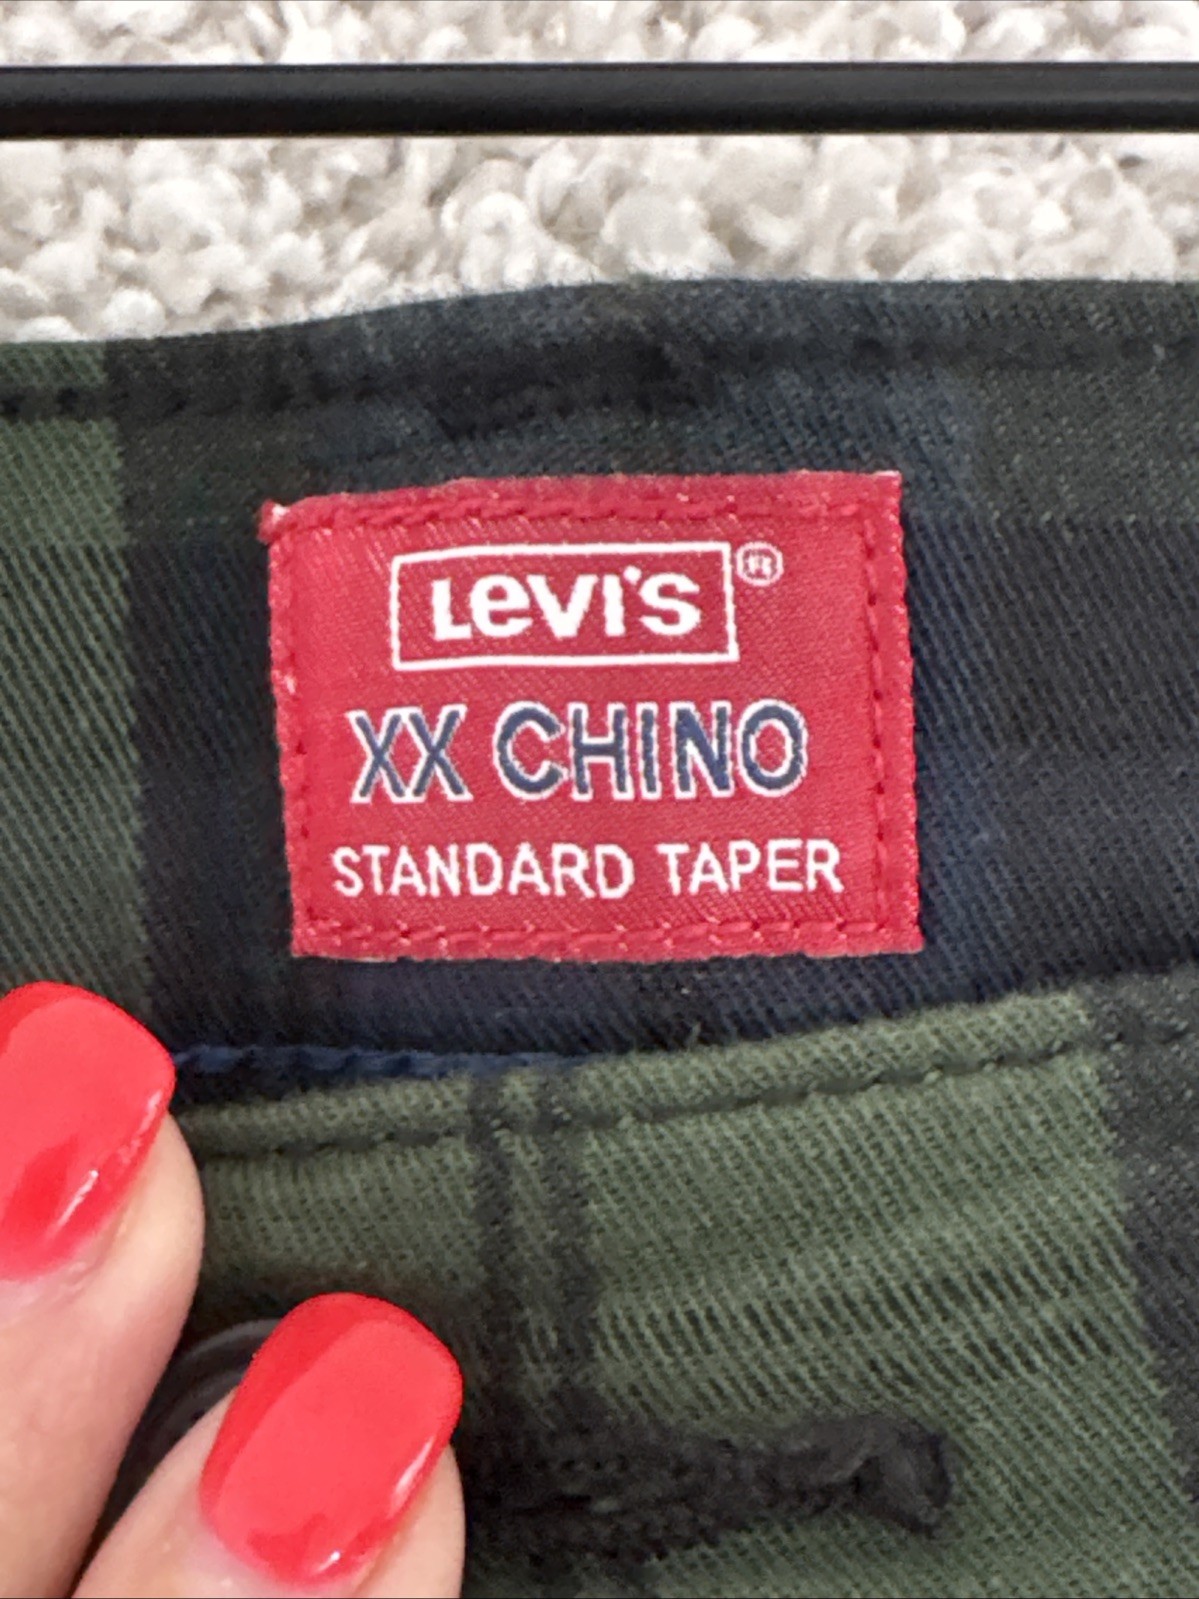 Levi's®
XX CHINO
STANDARD TAPER